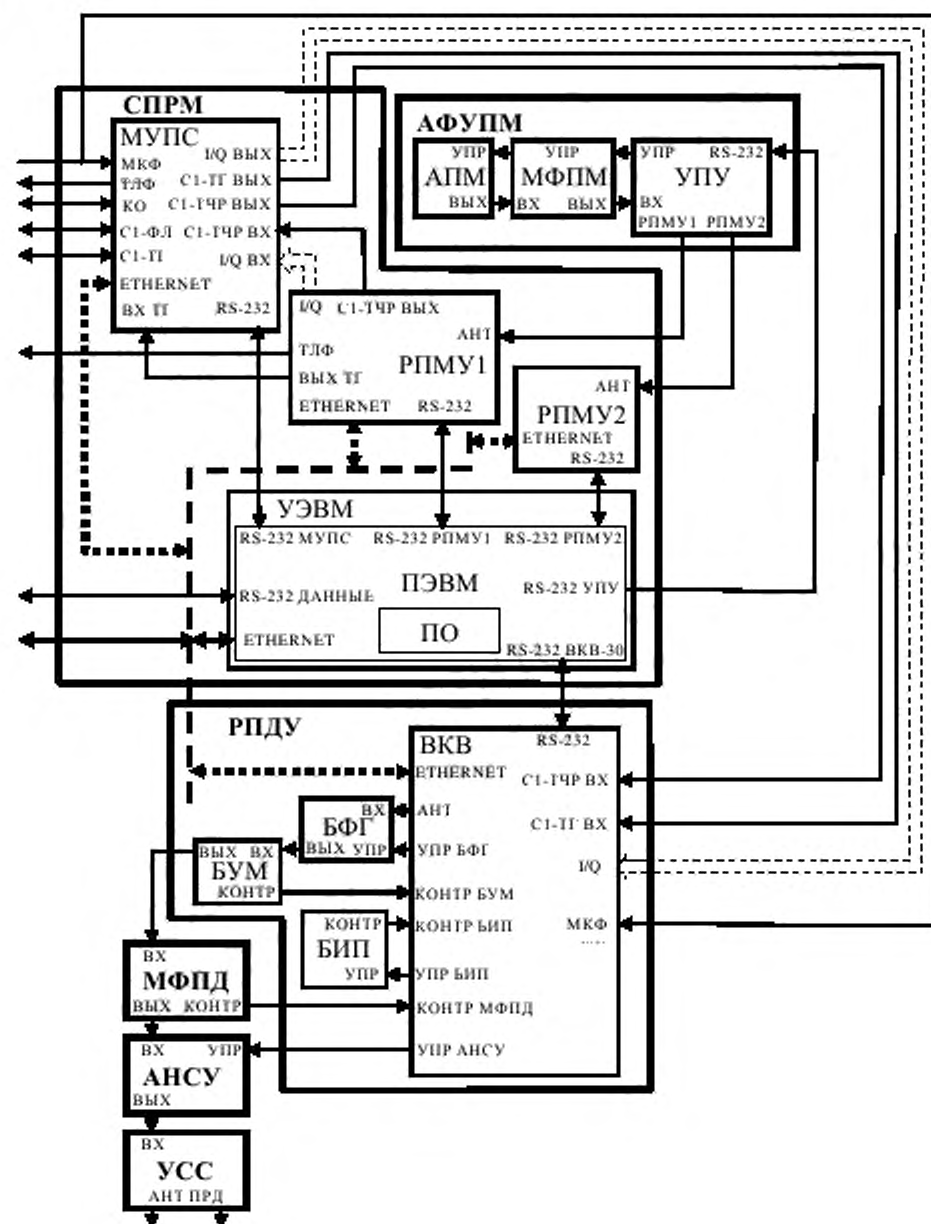 СПРМ
МУПС
МКФ
I/Q ВЫХ
ТЛФ
С1-ТГ ВЫХ
КО
С1-ТЧР ВЫХ
С1-ФЛ
С1-ТЧР ВХ
С1-ТГ
I/Q ВХ
ETHERNET
ВХ ТГ
RS-232
АФУПМ
УПР
АПМ
ВЫХ
УПР
МФПМ
ВХ
ВЫХ
УПР
RS-232
УПУ
ВХ
РПМУ1
РПМУ2
I/Q
С1-ТЧР ВЫХ
АНТ
ТЛФ
РПМУ1
ВЫХ ТГ
ETHERNET
RS-232
АНТ
РПМУ2
ETHERNET
RS-232
УЭВМ
RS-232 МУПС
RS-232 РПМУ1
RS-232 РПМУ2
ПЭВМ
RS-232 УПУ
RS-232 ДАННЫЕ
ПО
ETHERNET
RS-232 ВКВ-30
РПДУ
ВКВ
RS-232
ETHERNET
С1-ТЧР ВХ
АНТ
С1-ТГ ВХ
УПР БФГ
I/Q
КОНТР БУМ
КОНТР БИП
МКФ
УПР БИП
КОНТР МФПД
УПР АНСУ
ВХ
БФГ
ВЫХ
УПР
ВЫХ
ВХ
БУМ
КОНТР
КОНТР
БИП
УПР
ВХ
МФПД
ВЫХ
КОНТР
ВХ
УПР
АНСУ
ВЫХ
ВХ
УСС
АНТ ПРД